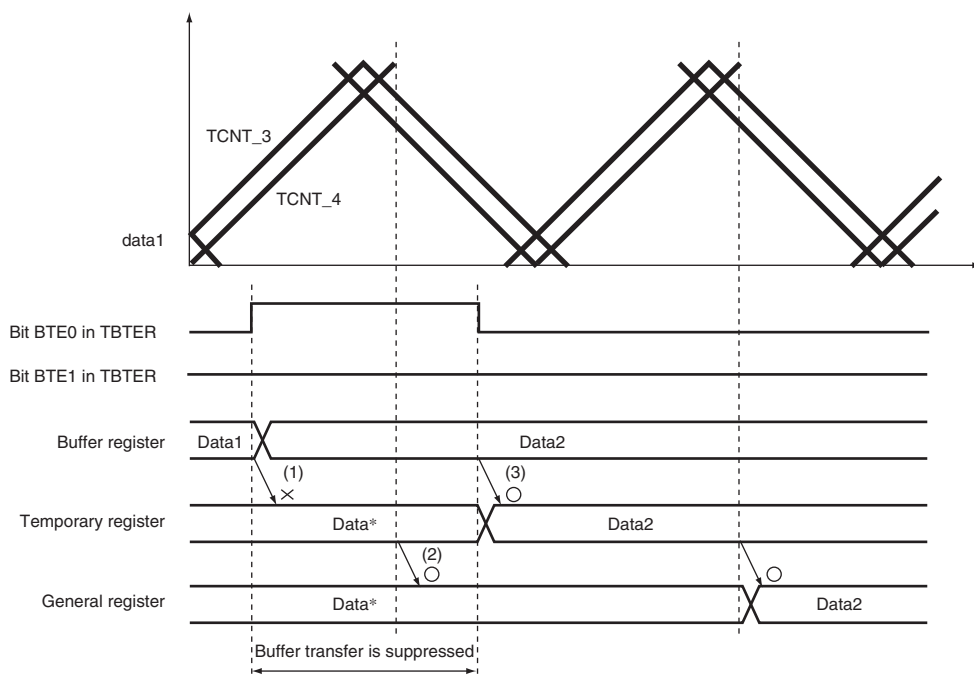 TCNT_3
TCNT_4
data1
Bit BTE0 in TBTER
Bit BTE1 in TBTER
Buffer register
Data1
Data2
(1)
(3)
Temporary register
Data*
Data2
(2)
General register
Data*
Data2
Buffer transfer is suppressed